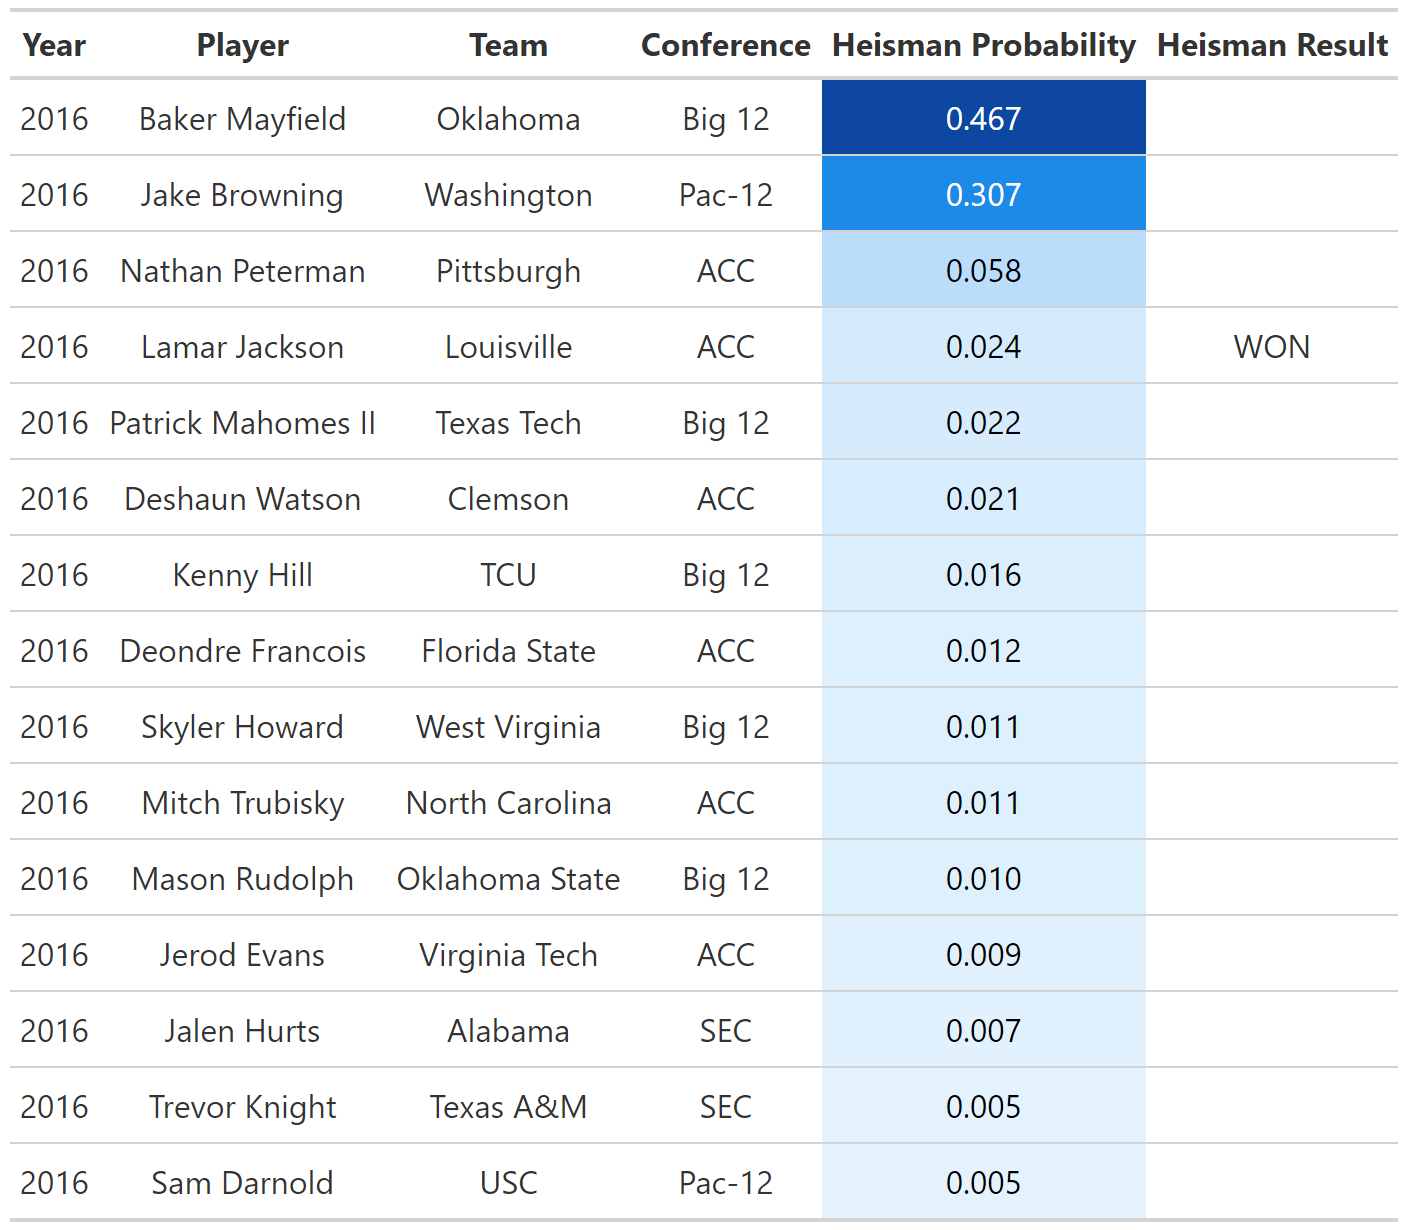 Year Player Team Conference Heisman Probability Heisman Result
2016 Baker Mayfield Oklahoma Big 12 0.467
2016 Jake Browning Washington Pac-12 0.307
2016 Nathan Peterman Pittsburgh ACC 0.058
2016 Lamar Jackson Louisville ACC 0.024 WON
2016 Patrick Mahomes II Texas Tech Big 12 0.022
2016 Deshaun Watson Clemson ACC 0.021
2016 Kenny Hill TCU Big 12 0.016
2016 Deondre Francois Florida State ACC 0.012
2016 Skyler Howard West Virginia Big 12 0.011
2016 Mitch Trubisky North Carolina ACC 0.011
2016 Mason Rudolph Oklahoma State Big 12 0.010
2016 Jerod Evans Virginia Tech ACC 0.009
2016 Jalen Hurts Alabama SEC 0.007
2016 Trevor Knight Texas A&M SEC 0.005
2016 Sam Darnold USC Pac-12 0.005